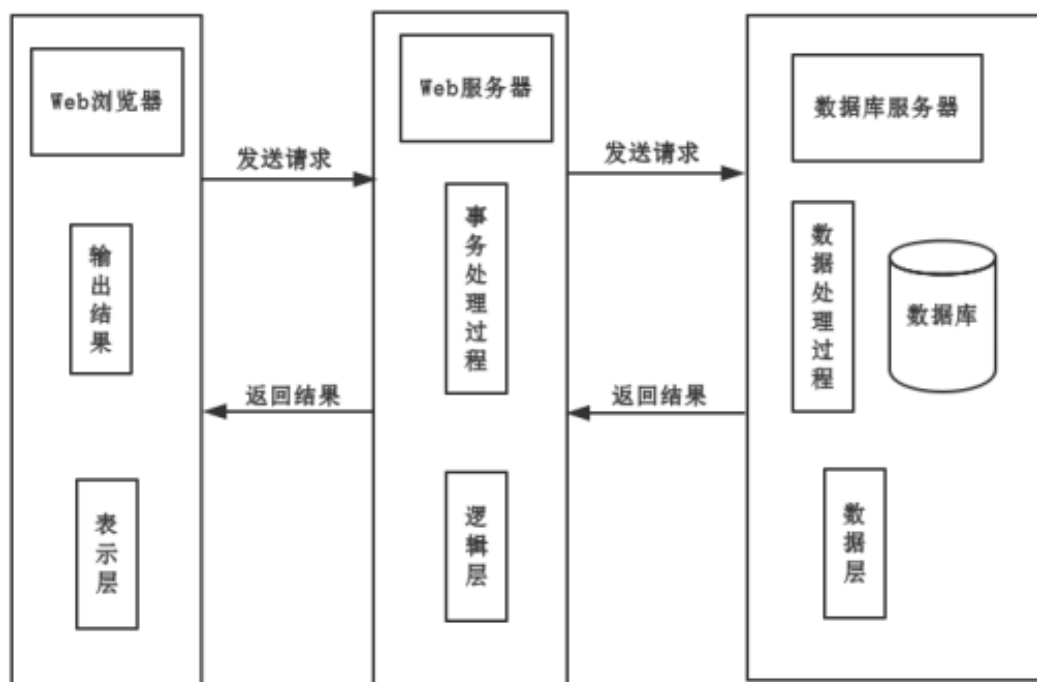 Web浏览器
Web服务器
数据库服务器
发送请求
发送请求
输出结果
事务处理过程
数据处理过程
数据库
返回结果
返回结果
表示层
逻辑层
数据层